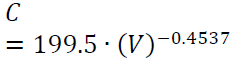 C
= 199.5 · (V)^{-0.4537}